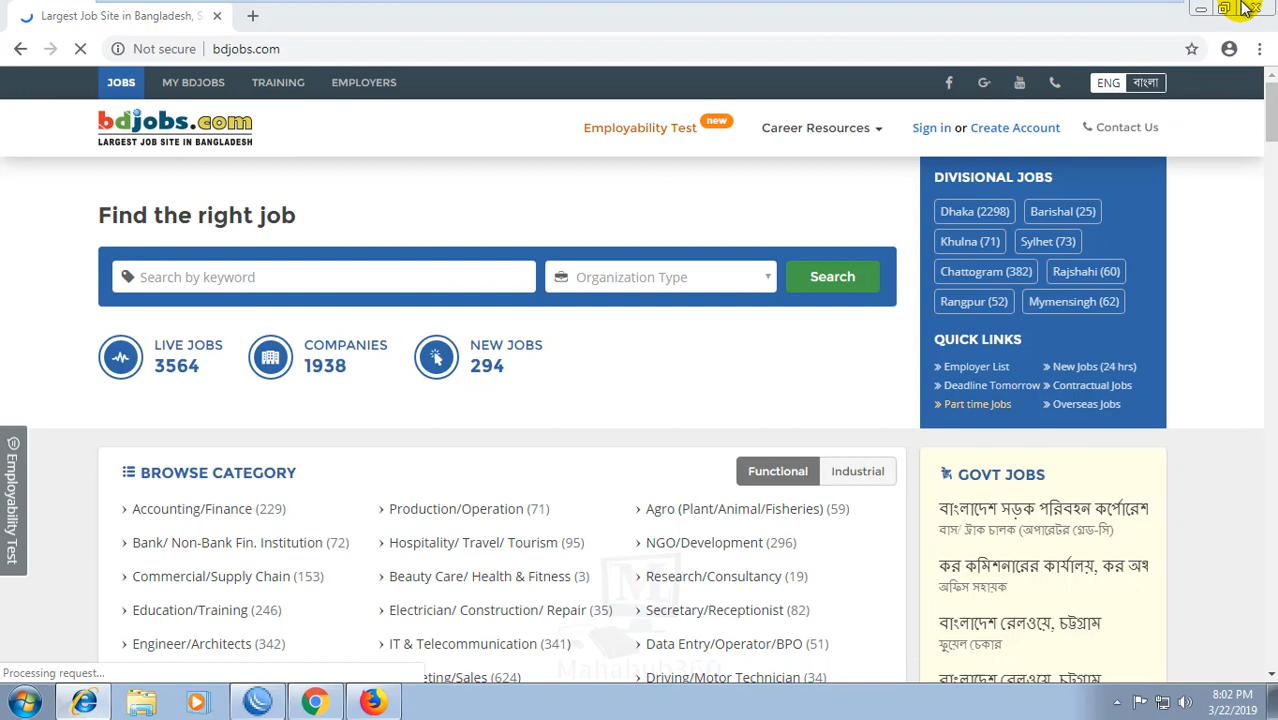 Largest Job Site in Bangladesh, S
Not secure | bdjobs.com
JOBS MY BDJOBS TRAINING EMPLOYERS ENG বাংলা
bdjobs.com
LARGEST JOB SITE IN BANGLADESH
Employability Test new Career Resources Sign in or Create Account Contact Us
Find the right job
Search by keyword Organization Type Search
LIVE JOBS
3564
COMPANIES
1938
NEW JOBS
294
DIVISIONAL JOBS
Dhaka (2298) Barishal (25)
Khulna (71) Sylhet (73)
Chattogram (382) Rajshahi (60)
Rangpur (52) Mymensingh (62)
QUICK LINKS
» Employer List » New Jobs (24 hrs)
» Deadline Tomorrow » Contractual Jobs
» Part time Jobs » Overseas Jobs
Employability Test
BROWSE CATEGORY Functional Industrial
› Accounting/Finance (229) › Production/Operation (71) › Agro (Plant/Animal/Fisheries) (59)
› Bank/ Non-Bank Fin. Institution (72) › Hospitality/ Travel/ Tourism (95) › NGO/Development (296)
› Commercial/Supply Chain (153) › Beauty Care/ Health & Fitness (3) › Research/Consultancy (19)
› Education/Training (246) › Electrician/ Construction/ Repair (35) › Secretary/Receptionist (82)
› Engineer/Architects (342) › IT & Telecommunication (341) › Data Entry/Operator/BPO (51)
eting/Sales (624) Driving/Motor Technician (34)
GOVT JOBS
বাংলাদেশ সড়ক পরিবহন কর্পোরেশ
বাস/ ট্রাক চালক (অপারেটর গ্রেড-সি)
কর কমিশনারের কার্যালয়, কর অঞ্চ
অফিস সহায়ক
বাংলাদেশ রেলওয়ে, চট্টগ্রাম
ফুয়েল চেকার
বাংলাদেশ রেলওয়ে, চট্টগ্রাম
Mahabub360
Processing request...
8:02 PM
3/22/2019